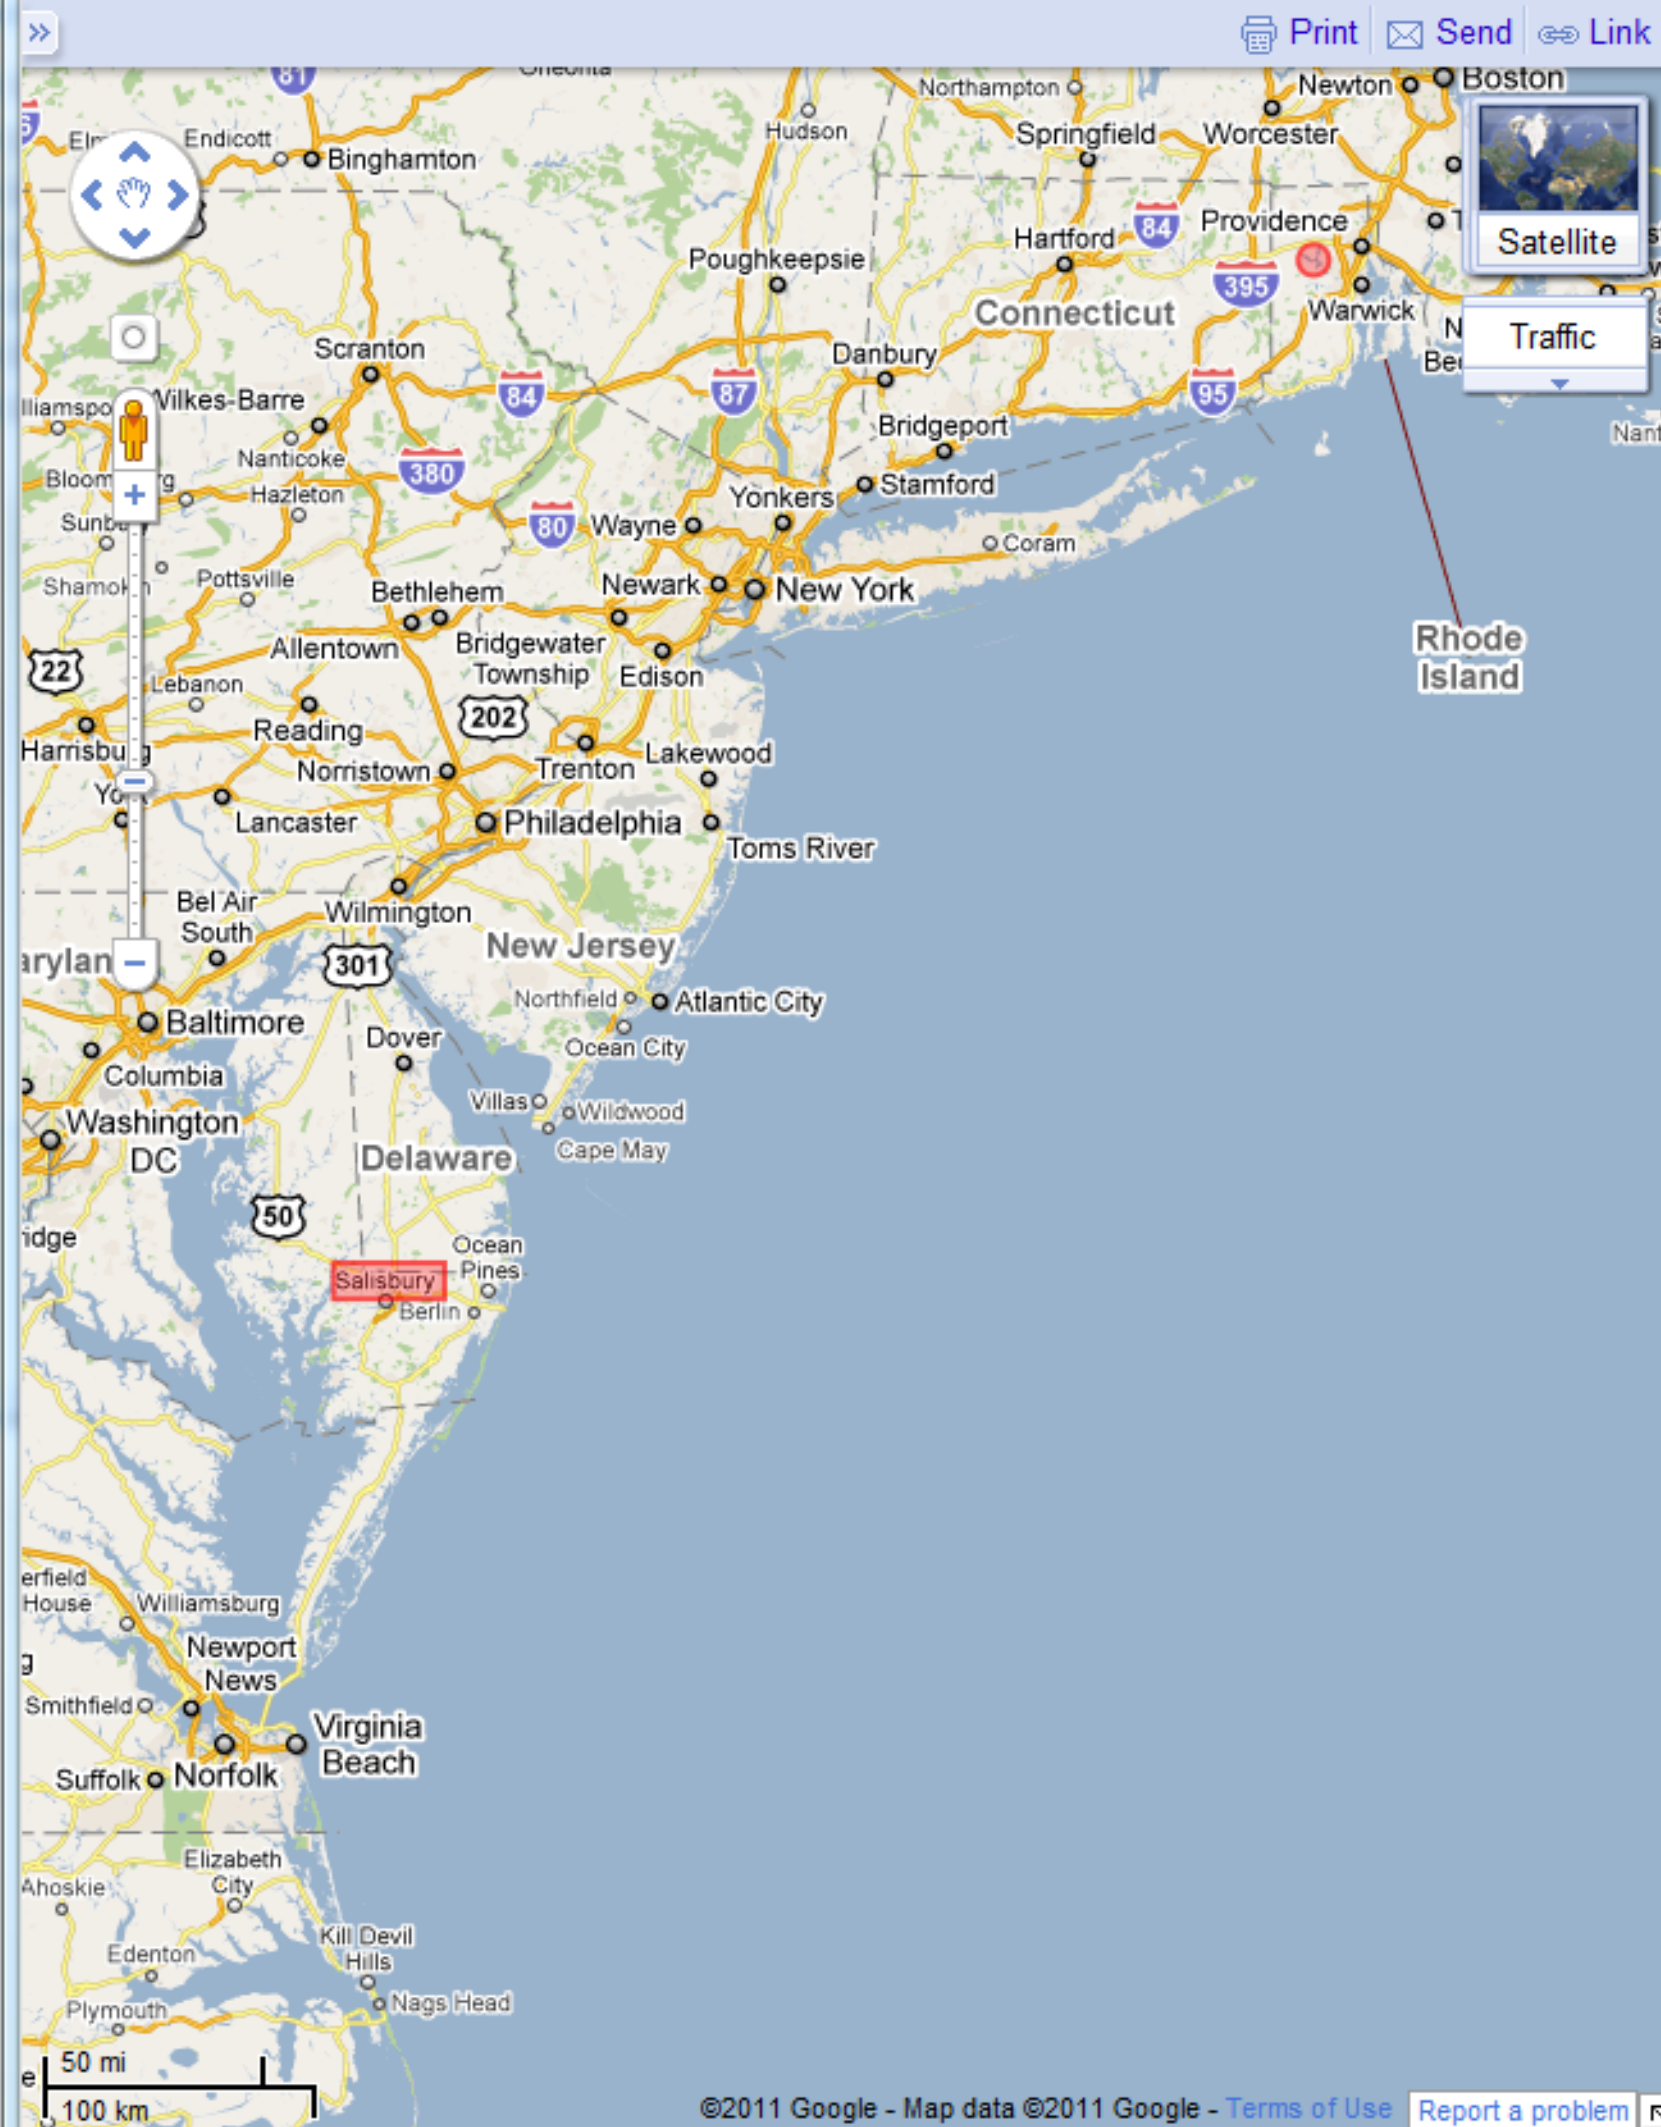 Print
Send
Link
81
Oneonta
Northampton
Newton
Boston
Hudson
Springfield
Worcester
Endicott
Binghamton
Satellite
Providence
84
Hartford
Poughkeepsie
395
Connecticut
Warwick
Traffic
Scranton
Danbury
84
87
95
Wilkes-Barre
Bridgeport
Nanticoke
380
Hazleton
Yonkers
Stamford
80
Wayne
Coram
Pottsville
Bethlehem
Newark
New York
Allentown
Bridgewater
Township
Edison
Rhode
Island
22
Lebanon
202
Reading
Harrisburg
Lakewood
Norristown
Trenton
York
Lancaster
Philadelphia
Toms River
Bel Air
South
Wilmington
New Jersey
301
Northfield
Atlantic City
Baltimore
Dover
Ocean City
Columbia
Villas
Wildwood
Washington
DC
Cape May
Delaware
50
Ocean
Pines
Salisbury
Berlin
erfield
House
Williamsburg
Newport
News
Smithfield
Virginia
Beach
Suffolk
Norfolk
Elizabeth
City
Ahoskie
Kill Devil
Hills
Edenton
Nags Head
Plymouth
50 mi
100 km
©2011 Google - Map data ©2011 Google - Terms of Use
Report a problem